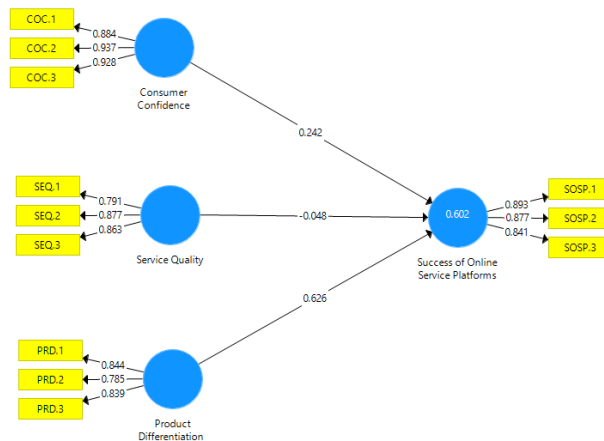 COC.1
0.884
COC.2
0.937
COC.3
0.928
Consumer
Confidence
0.242
SEQ.1
0.791
SEQ.2
0.877
SEQ.3
0.863
Service Quality
-0.048
0.602
Success of Online
Service Platforms
0.893
SOSP.1
0.877
SOSP.2
0.841
SOSP.3
0.626
PRD.1
0.844
PRD.2
0.785
PRD.3
0.839
Product
Differentiation